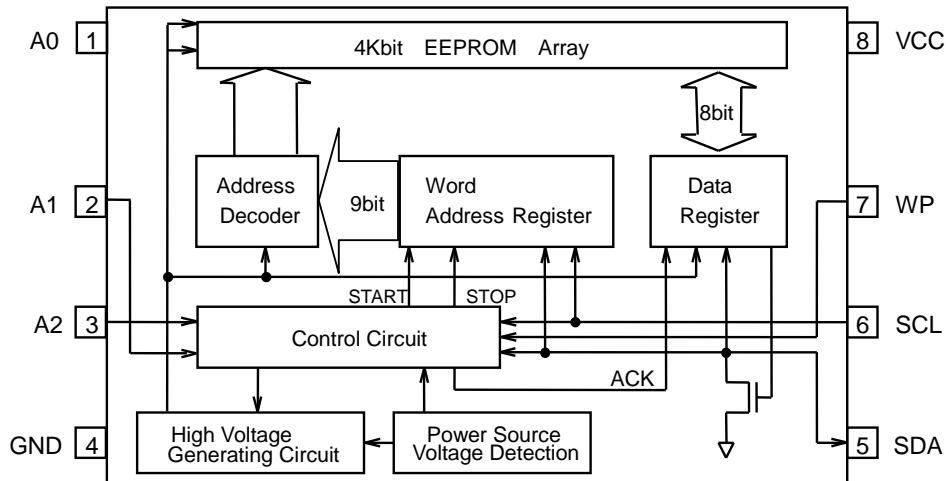 A0 1 4Kbit EEPROM Array 8 VCC
8bit
A1 2 Address Decoder 9bit Word Address Register Data Register 7 WP
START STOP
A2 3 Control Circuit 6 SCL
ACK
GND 4 High Voltage Generating Circuit Power Source Voltage Detection 5 SDA